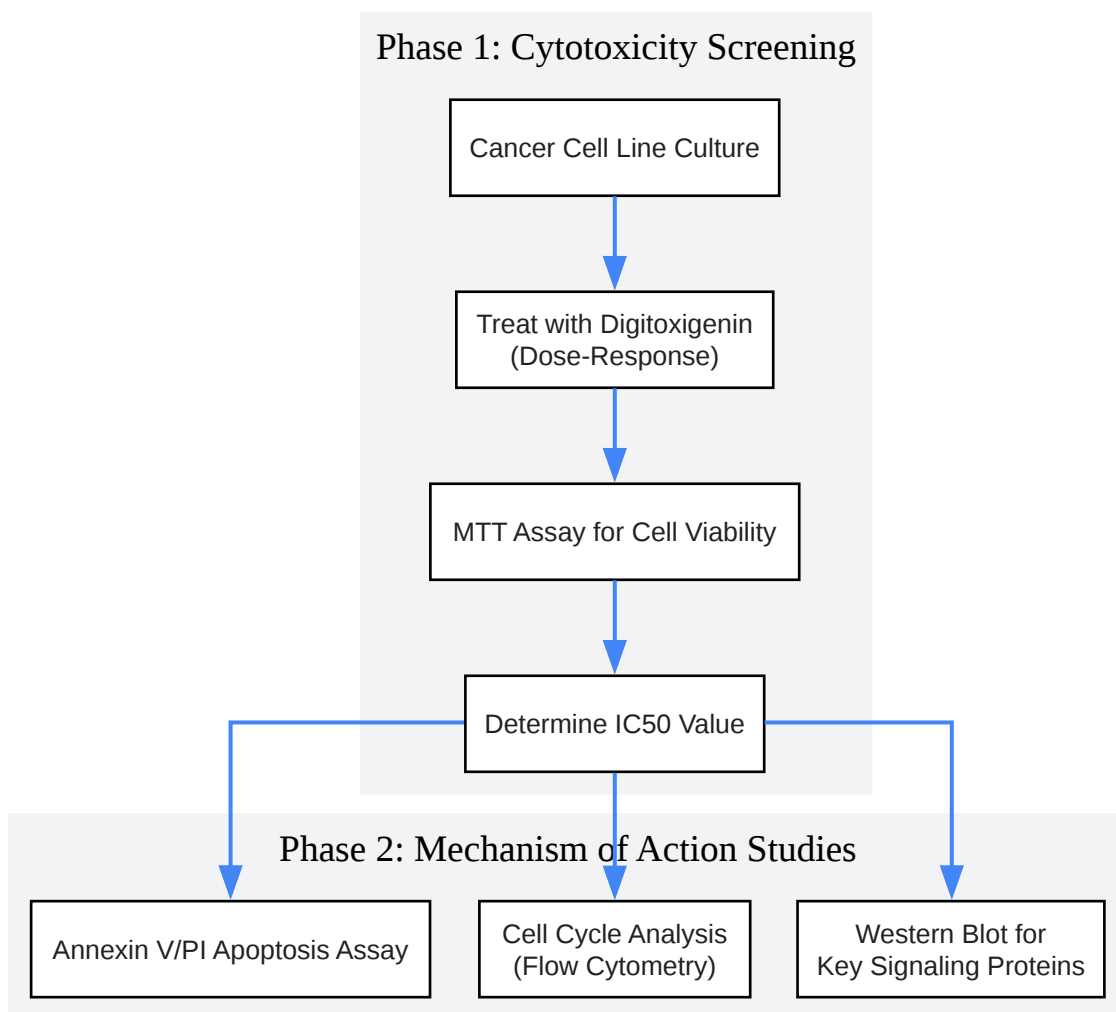 Phase 1: Cytotoxicity Screening
Cancer Cell Line Culture
Treat with Digitoxigenin
(Dose-Response)
MTT Assay for Cell Viability
Determine IC50 Value
Phase 2: Mechanism of Action Studies
Annexin V/PI Apoptosis Assay
Cell Cycle Analysis
(Flow Cytometry)
Western Blot for
Key Signaling Proteins